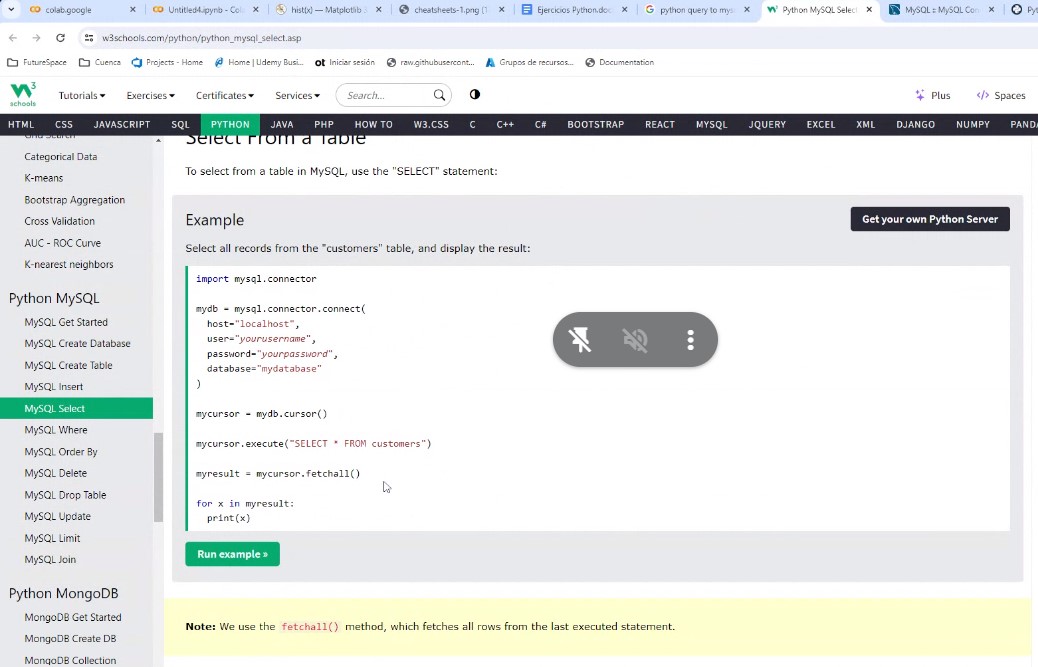 colab.google
Untitled4.ipynb - Col
hist(x) — Matplotlib 3
cheatsheets-1.png (1
Ejercicios Python.doc
python query to mys
Python MySQL Selec
MySQL :: MySQL Con
Pyt
w3schools.com/python/python_mysql_select.asp
FutureSpace
Cuenca
Projects - Home
Home | Udemy Busi...
ot Iniciar sesión
raw.githubusercont...
Grupos de recursos...
Documentation
W3
schools
Tutorials
Exercises
Certificates
Services
Search...
Plus
Spaces
HTML CSS JAVASCRIPT SQL PYTHON JAVA PHP HOW TO W3.CSS C C++ C# BOOTSTRAP REACT MYSQL JQUERY EXCEL XML DJANGO NUMPY PANDA
Grid Search
Categorical Data
K-means
Bootstrap Aggregation
Cross Validation
AUC - ROC Curve
K-nearest neighbors
Python MySQL
MySQL Get Started
MySQL Create Database
MySQL Create Table
MySQL Insert
MySQL Select
MySQL Where
MySQL Order By
MySQL Delete
MySQL Drop Table
MySQL Update
MySQL Limit
MySQL Join
Python MongoDB
MongoDB Get Started
MongoDB Create DB
MongoDB Collection
Select From a Table
To select from a table in MySQL, use the "SELECT" statement:
Example
Get your own Python Server
Select all records from the "customers" table, and display the result:
import mysql.connector
mydb = mysql.connector.connect(
host="localhost",
user="yourusername",
password="yourpassword",
database="mydatabase"
)
mycursor = mydb.cursor()
mycursor.execute("SELECT * FROM customers")
myresult = mycursor.fetchall()
for x in myresult:
print(x)
Run example »
Note: We use the fetchall() method, which fetches all rows from the last executed statement.